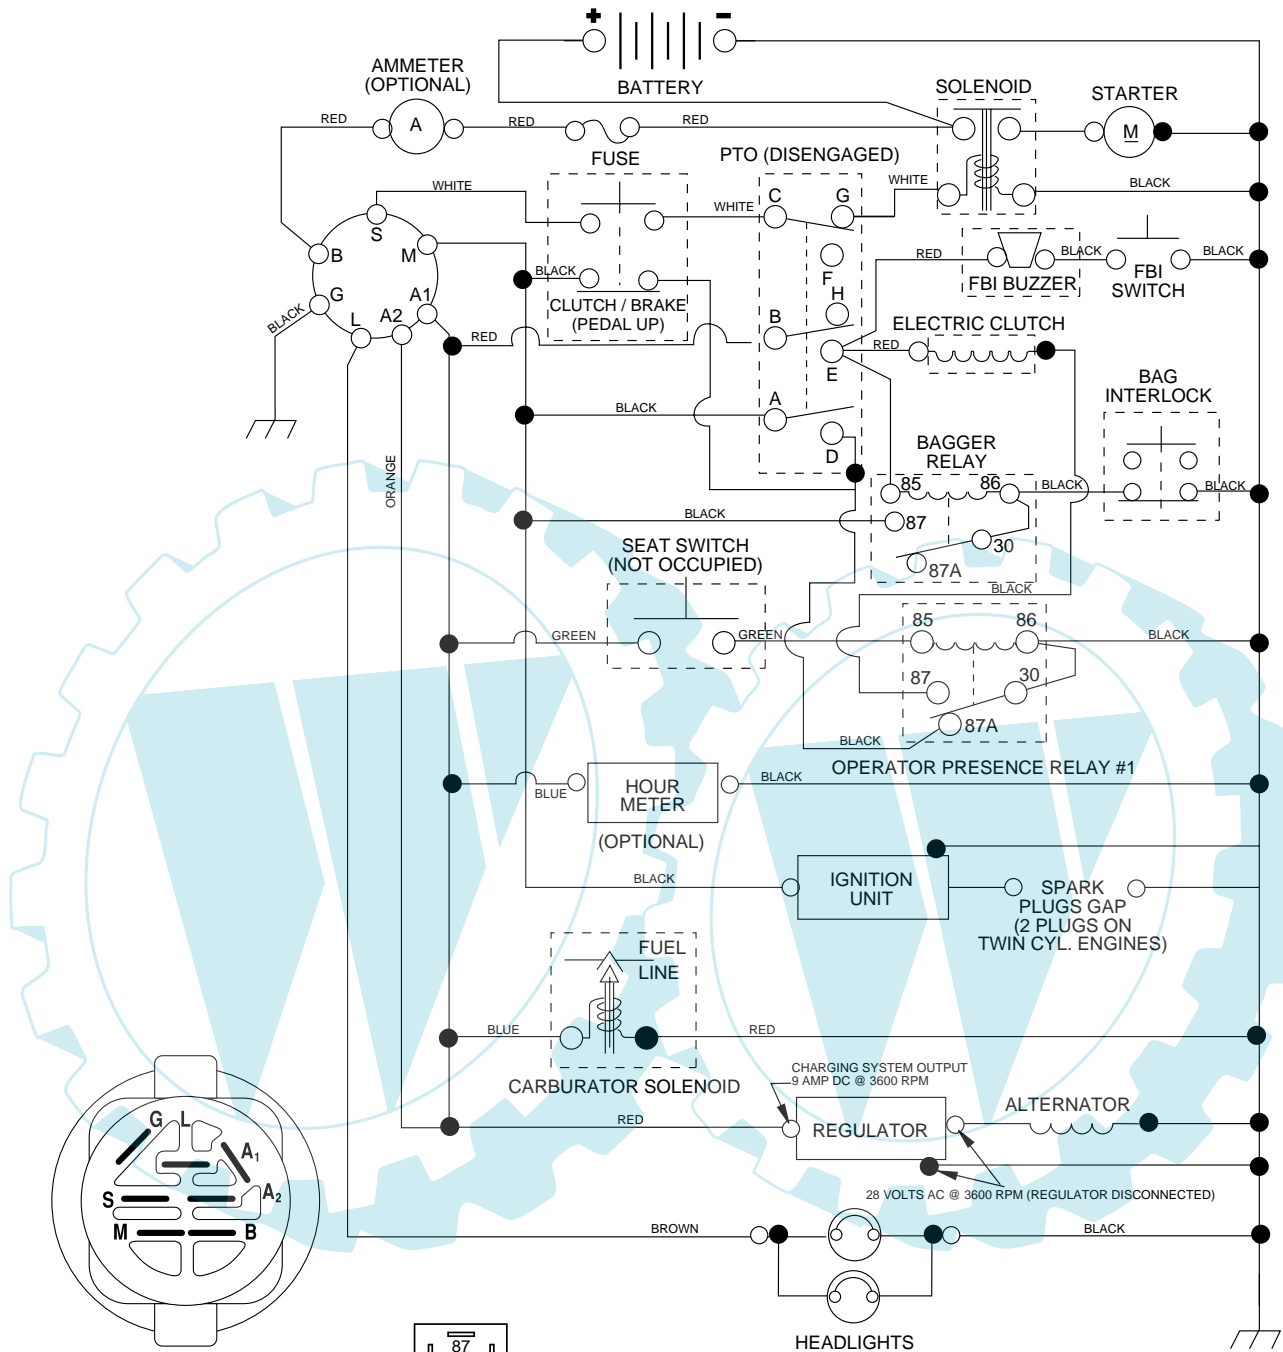 + -
BATTERY
AMMETER
(OPTIONAL)
A
RED
RED
RED
FUSE
SOLENOID
STARTER
M
PTO (DISENGAGED)
WHITE
WHITE
WHITE
BLACK
S
B
M
G
A1
A2
L
BLACK
C
G
F
H
B
E
A
D
BLACK
CLUTCH / BRAKE
(PEDAL UP)
RED
RED
BLACK
BLACK
FBI BUZZER
FBI
SWITCH
ELECTRIC CLUTCH
RED
BAG
INTERLOCK
BLACK
BAGGER
RELAY
85
86
BLACK
BLACK
87
30
87A
ORANGE
BLACK
SEAT SWITCH
(NOT OCCUPIED)
BLACK
GREEN
GREEN
85
86
BLACK
87
30
87A
BLACK
OPERATOR PRESENCE RELAY #1
BLUE
HOUR
METER
(OPTIONAL)
BLACK
BLACK
IGNITION
UNIT
SPARK
PLUGS GAP
(2 PLUGS ON
TWIN CYL. ENGINES)
FUEL
LINE
BLUE
RED
CARBURATOR SOLENOID
CHARGING SYSTEM OUTPUT
9 AMP DC @ 3600 RPM
RED
REGULATOR
ALTERNATOR
28 VOLTS AC @ 3600 RPM (REGULATOR DISCONNECTED)
BROWN
BLACK
HEADLIGHTS
G L
A1
A2
S
M
B
87